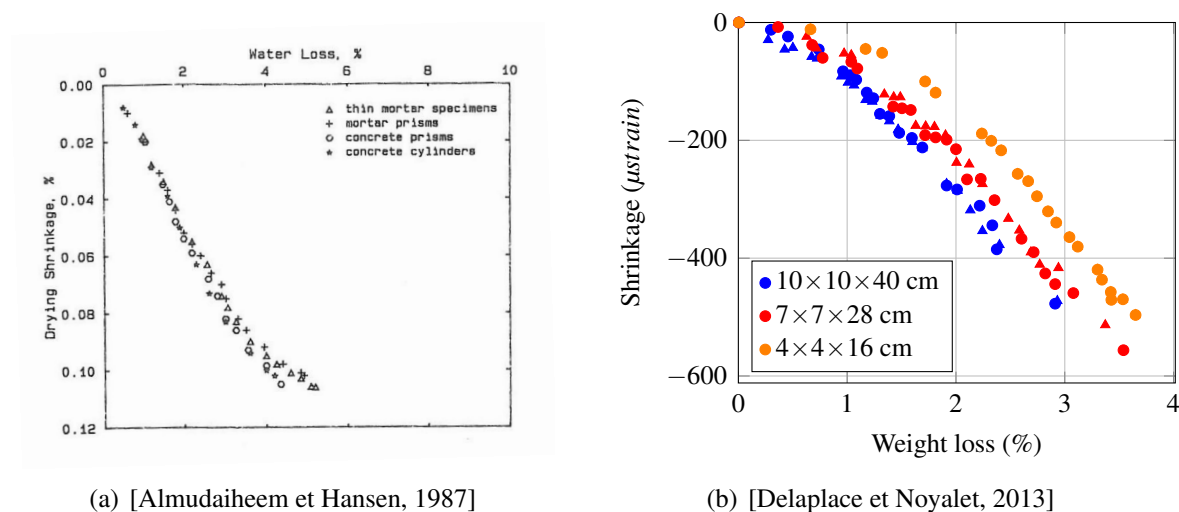 Water Loss, %
0 2 4 6 8 10
0.00
0.02
0.04
0.06
0.08
0.10
0.12
Drying Shrinkage, %
thin mortar specimens
mortar prisms
concrete prisms
concrete cylinders
(a) [Almudaiheem et Hansen, 1987]
0
−200
−400
−600
Shrinkage (μstrain)
10×10×40 cm
7×7×28 cm
4×4×16 cm
0 1 2 3 4
Weight loss (%)
(b) [Delaplace et Noyalet, 2013]